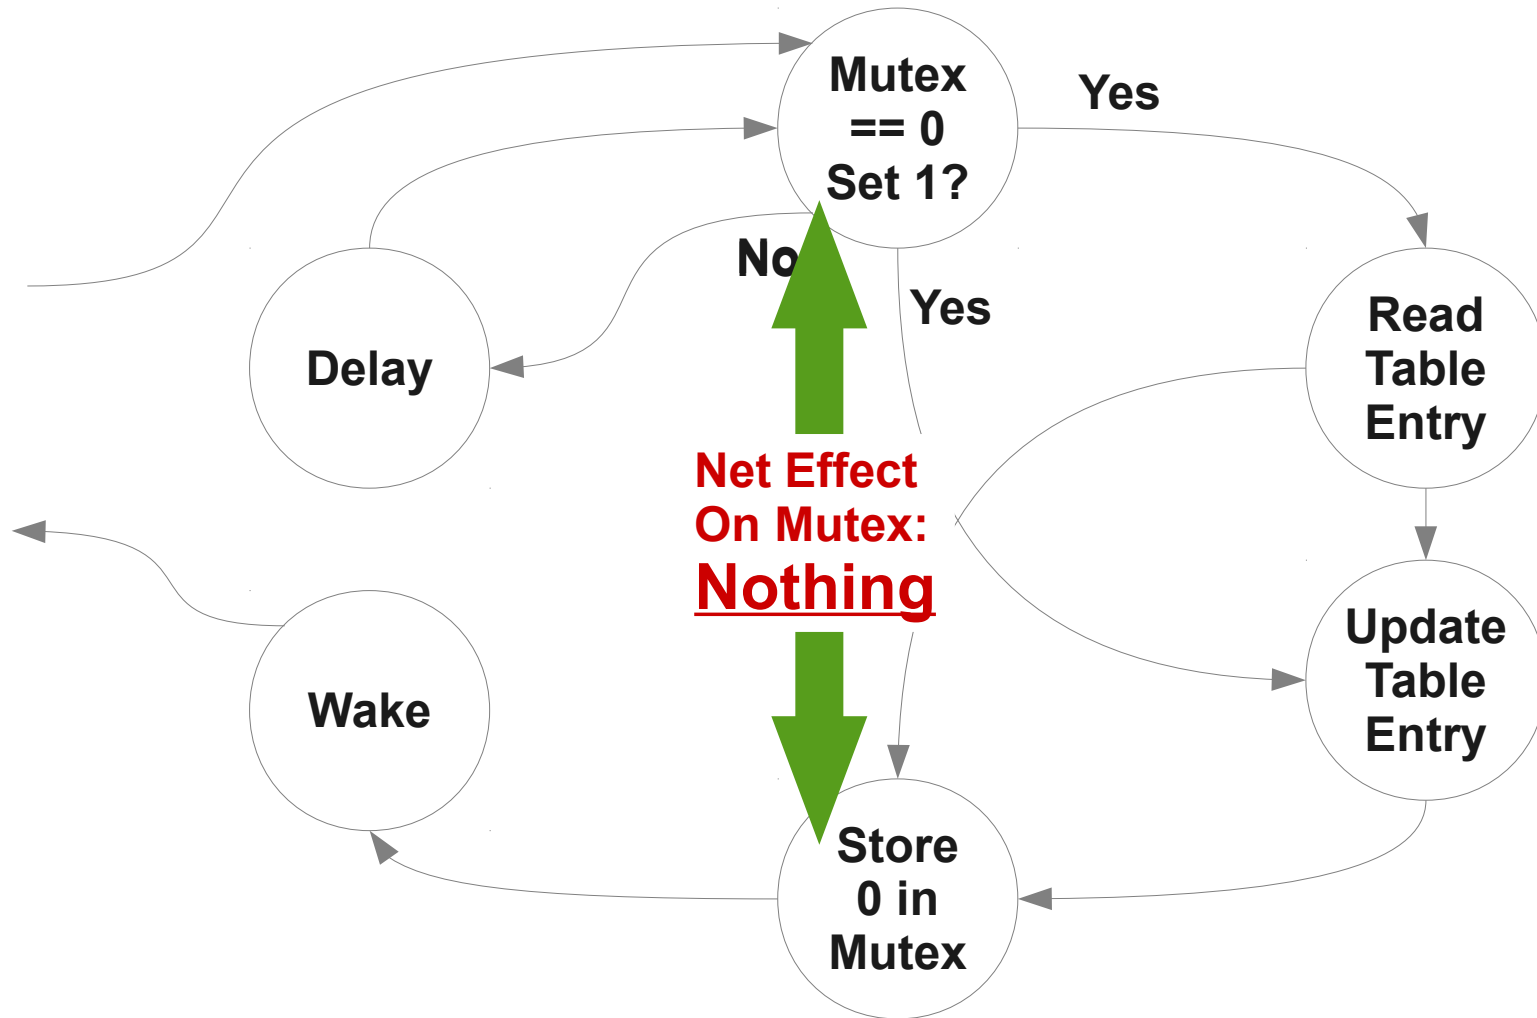 Mutex
== 0
Set 1?
Yes
No
Yes
Delay
Read
Table
Entry
Net Effect
On Mutex:
Nothing
Update
Table
Entry
Wake
Store
0 in
Mutex